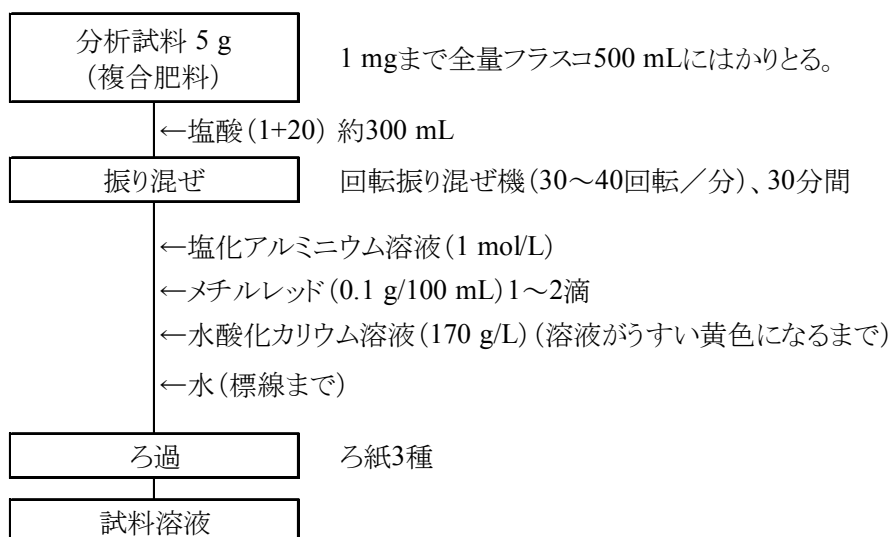 分析試料 5 g
（複合肥料）
1 mgまで全量フラスコ500 mLにはかりとる。
←塩酸（1+20） 約300 mL
振り混ぜ
回転振り混ぜ機（30～40回転／分）、30分間
←塩化アルミニウム溶液（1 mol/L）
←メチルレッド（0.1 g/100 mL）1～2滴
←水酸化カリウム溶液（170 g/L）（溶液がうすい黄色になるまで）
←水（標線まで）
ろ過
ろ紙3種
試料溶液